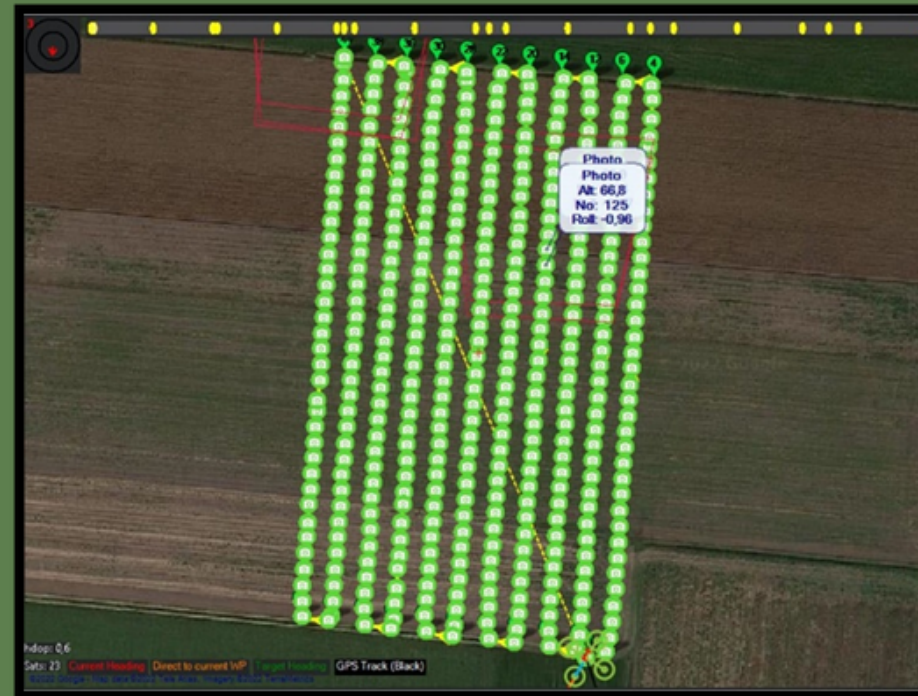 Photo
Photo
Alt: 66,8
No: 125
Roll: -0,96
hdop: 0,6
Sats: 23 Current Heading Direct to current WP Target Heading GPS Track (Black)